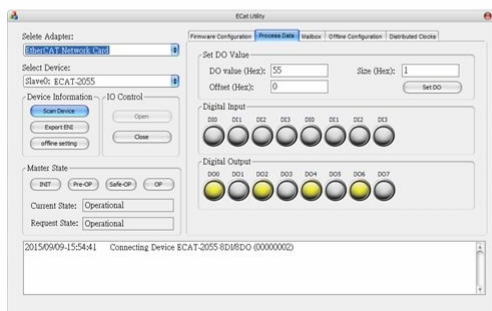 ECat Utility
Selete Adapter:
EtherCAT Network Card
Select Device:
Slave0: ECAT-2055
Device Information
IO Control
Scan Device
Open
Export ENI
Close
offline setting
Master State
INIT
Pre-OP
Safe-OP
OP
Current State:
Operational
Request State:
Operational
Firmware Configuration
Process Data
Mailbox
Offline Configuration
Distributed Clocks
Set DO Value
DO value (Hex): 55
Size (Hex): 1
Offset (Hex): 0
Set DO
Digital Input
DI0 DI1 DI2 DI3 DI0 DI1 DI2 DI3
Digital Output
DO0 DO1 DO2 DO3 DO4 DO5 DO6 DO7
2015/09/09-15:54:41 Connecting Device ECAT-2055 8DI/8DO (00000002)